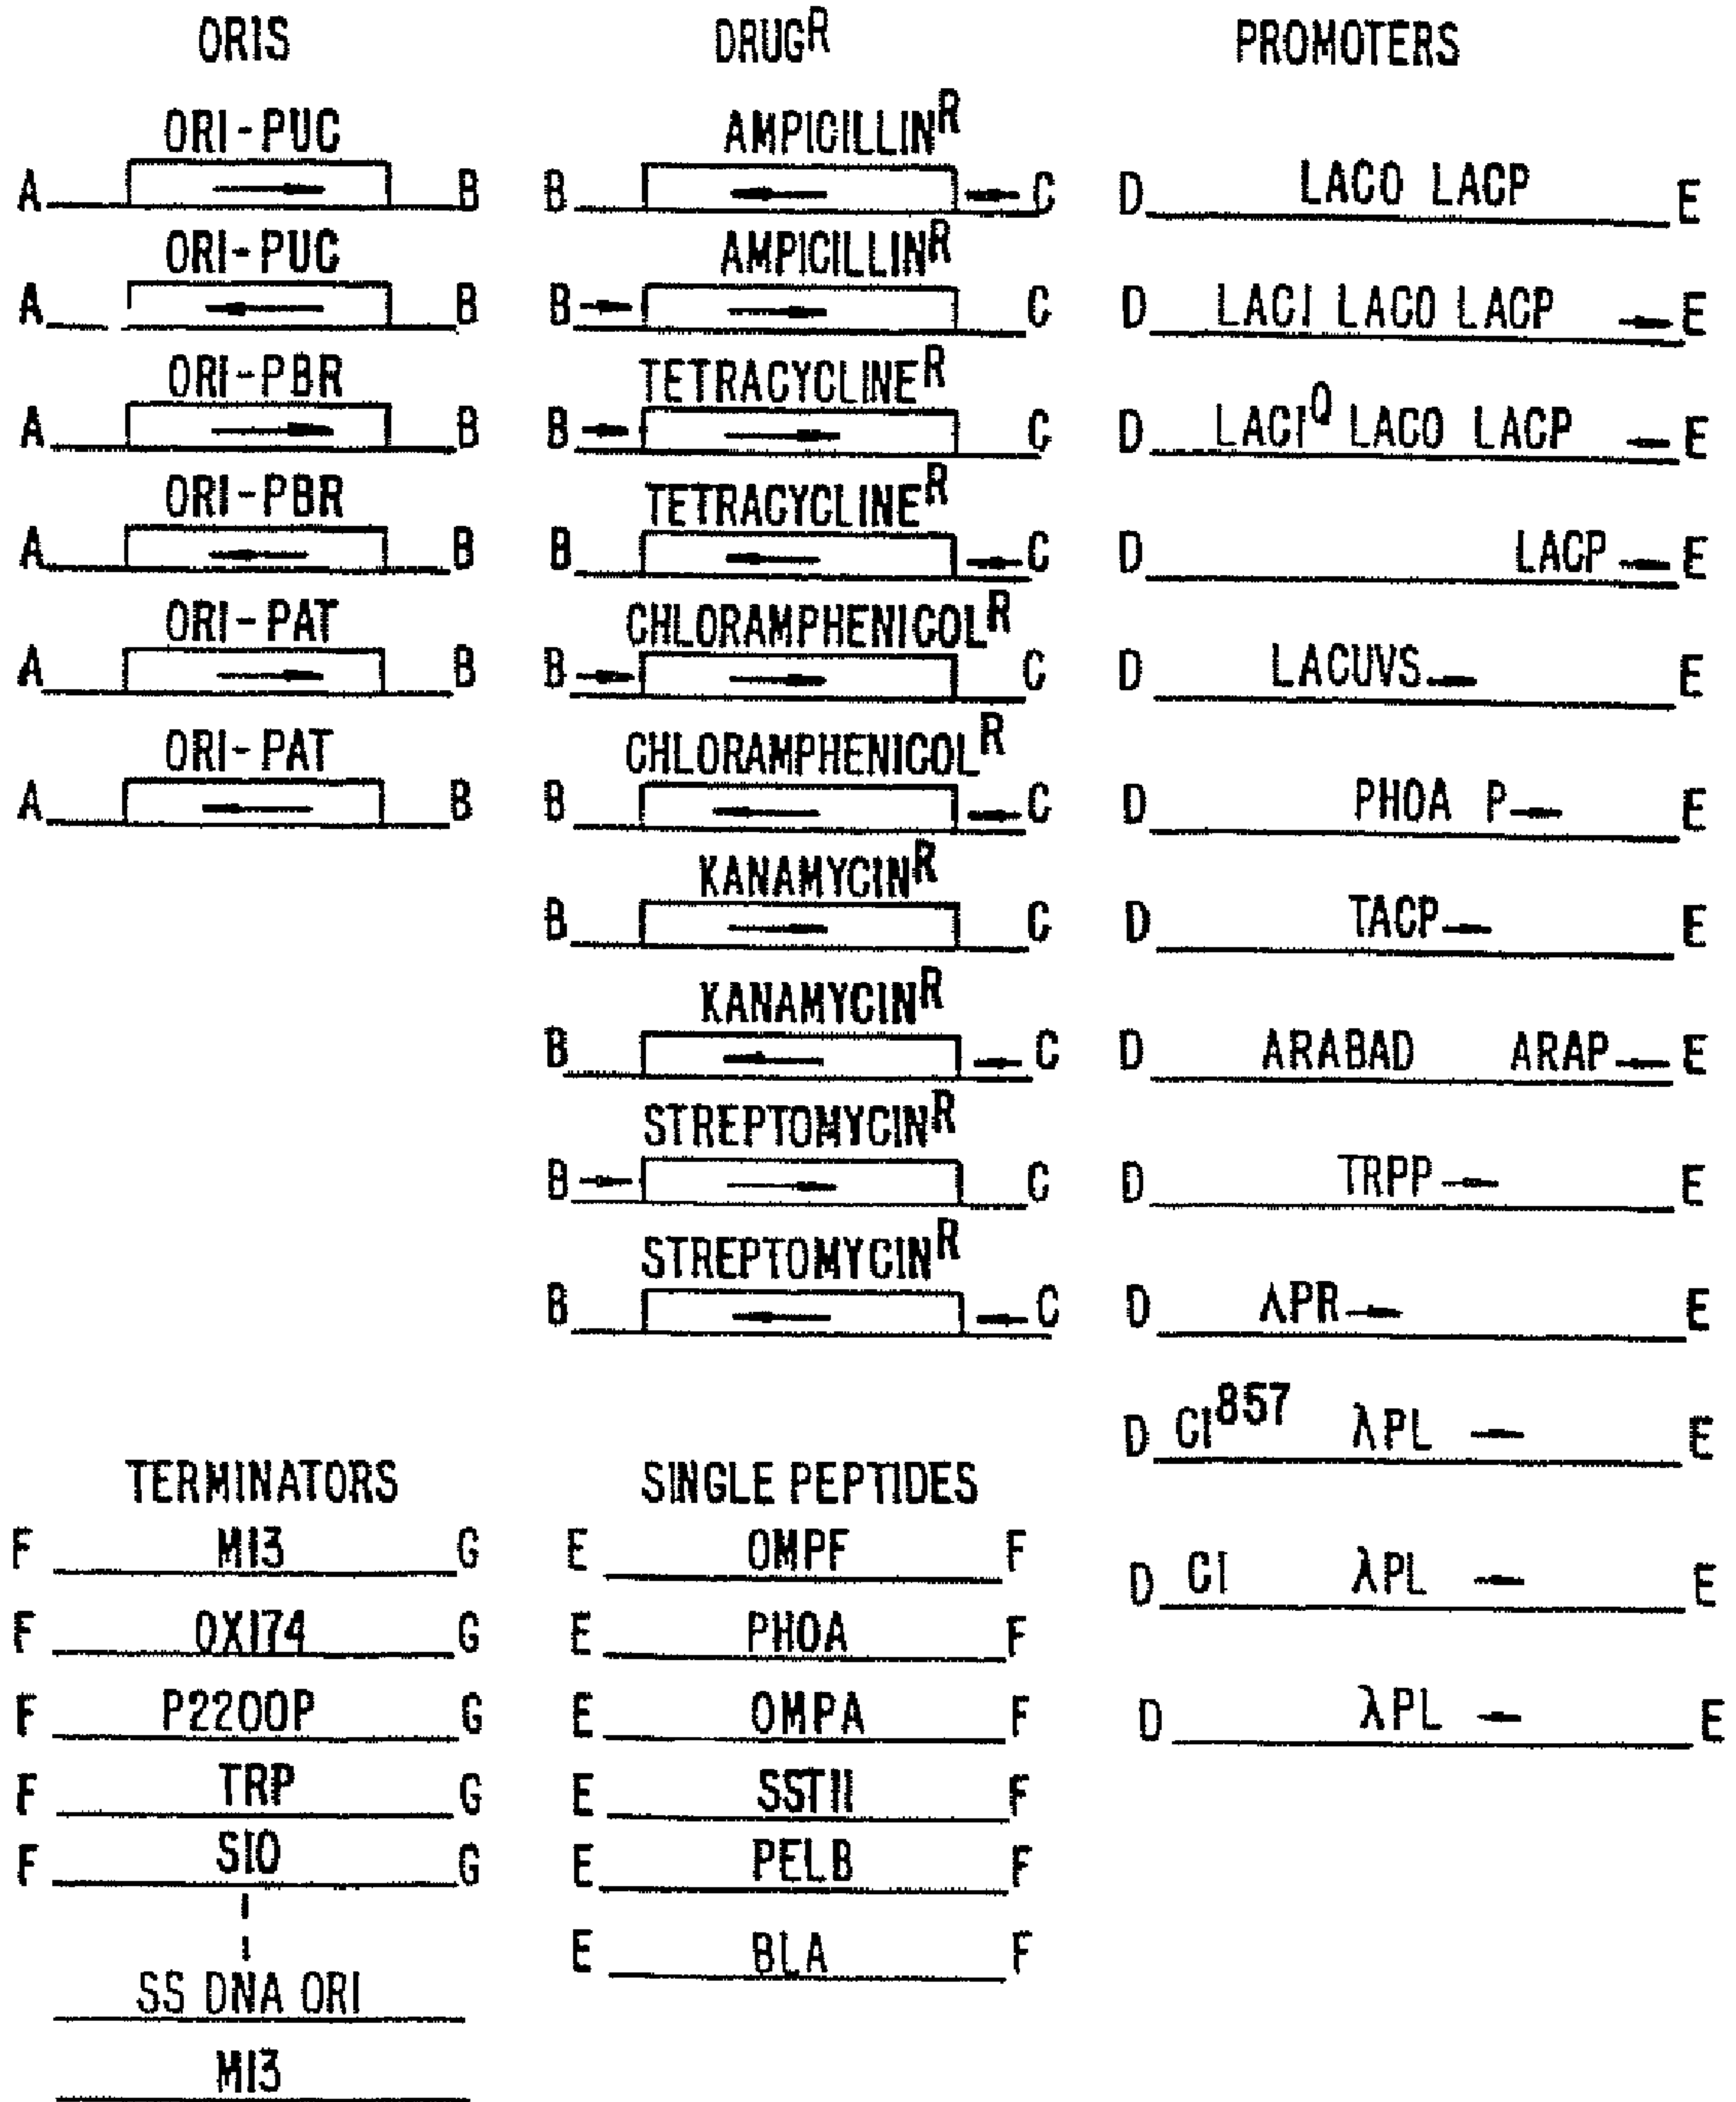 ORIS
ORI-PUC
A B
ORI-PUC
A B
ORI-PBR
A B
ORI-PBR
A B
ORI-PAT
A B
ORI-PAT
A B
DRUGR
AMPICILLINR
B C
AMPICILLINR
B C
TETRACYCLINER
B C
TETRACYCLINER
B C
CHLORAMPHENICOLR
B C
CHLORAMPHENICOLR
B C
KANAMYCINR
B C
KANAMYCINR
B C
STREPTOMYCINR
B C
STREPTOMYCINR
B C
PROMOTERS
D LACO LACP E
D LACI LACO LACP E
D LACIQ LACO LACP E
D LACP E
D LACUVS E
D PHOA P E
D TACP E
D ARABAD ARAP E
D TRPP E
D ΛPR E
D CI857 λPL E
D CI λPL E
D λPL E
TERMINATORS
F M13 G
F 0X174 G
F P2200P G
F TRP G
F S10 G
SS DNA ORI
M13
SINGLE PEPTIDES
E OMPF F
E PHOA F
E OMPA F
E SSTII F
E PELB F
E BLA F